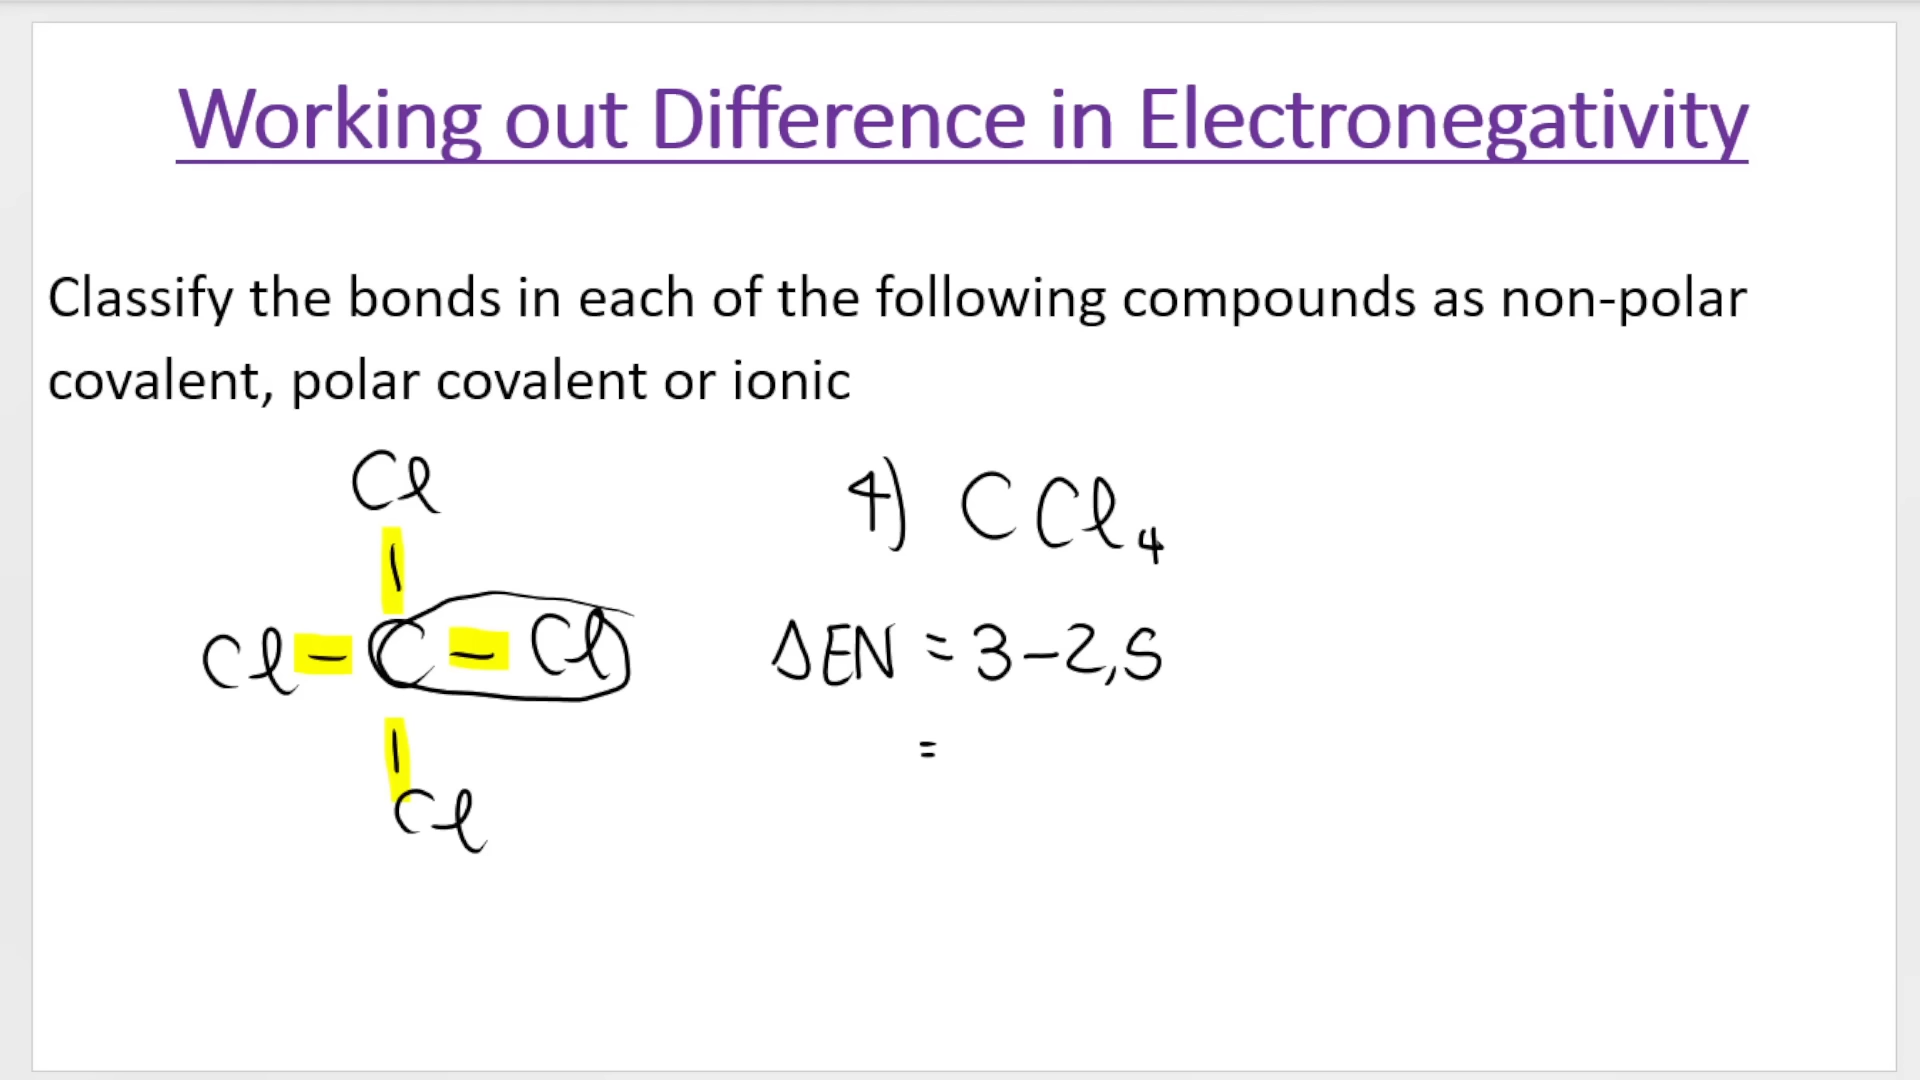 Working out Difference in Electronegativity
Classify the bonds in each of the following compounds as non-polar
covalent, polar covalent or ionic
Cl
4) CCl₄
Cl - C - Cl
ΔEN = 3-2,5
=
Cl